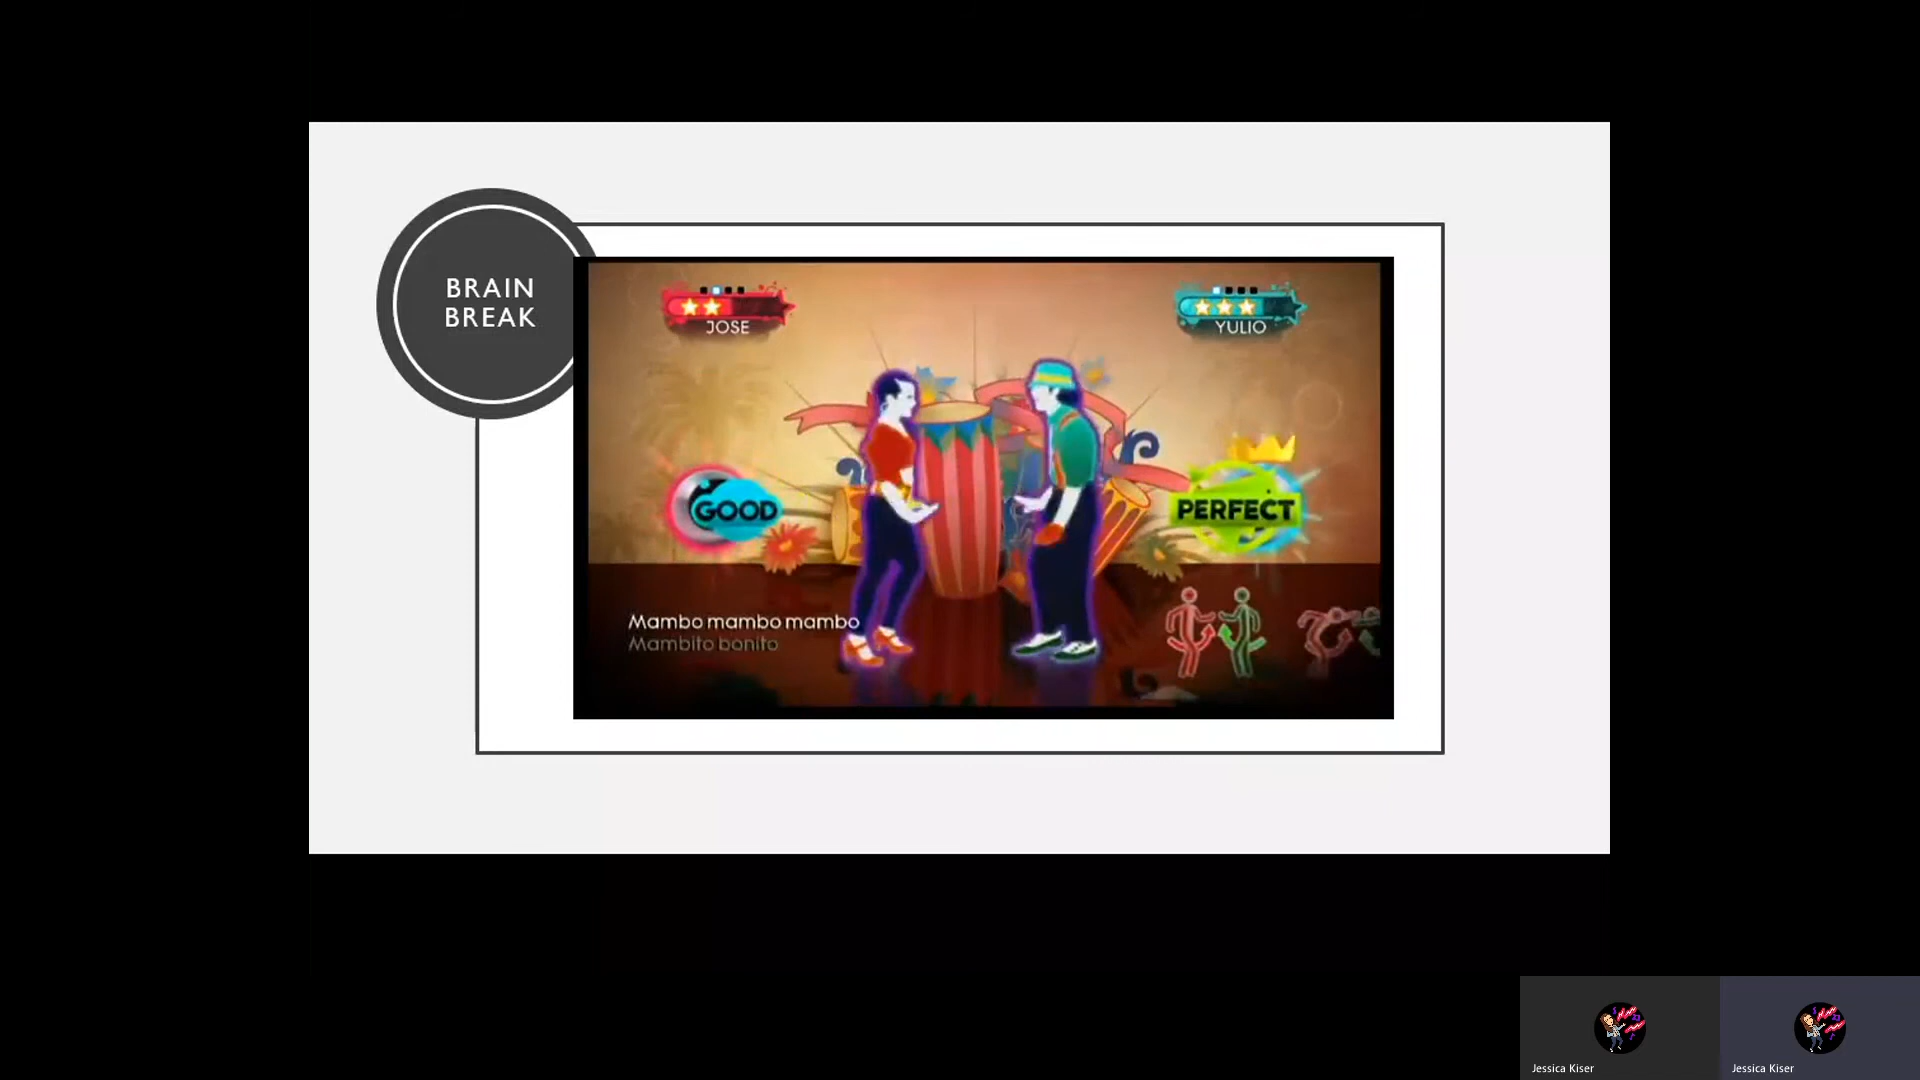 BRAIN
BREAK
JOSE
YULIO
GOOD
PERFECT
Mambo mambo mambo
Mambito bonito
Jessica Kiser
Jessica Kiser